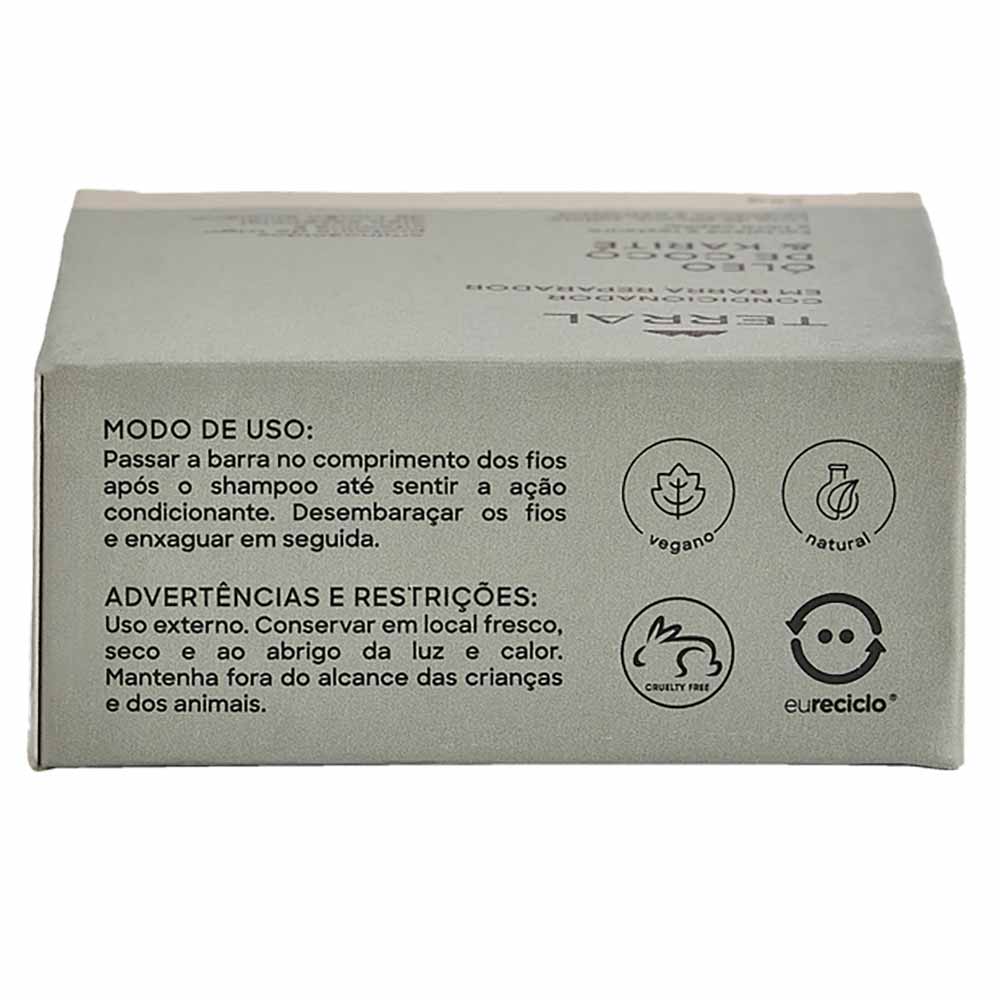 TERRAL
CONDICIONADOR
EM BARRA REPARADOR
ÓLEO
DE COCO
& KARITÉ
MODO DE USO:
Passar a barra no comprimento dos fios
após o shampoo até sentir a ação
condicionante. Desembaraçar os fios
e enxaguar em seguida.
ADVERTÊNCIAS E RESTRIÇÕES:
Uso externo. Conservar em local fresco,
seco e ao abrigo da luz e calor.
Mantenha fora do alcance das crianças
e dos animais.
vegano
natural
CRUELTY FREE
eureciclo®